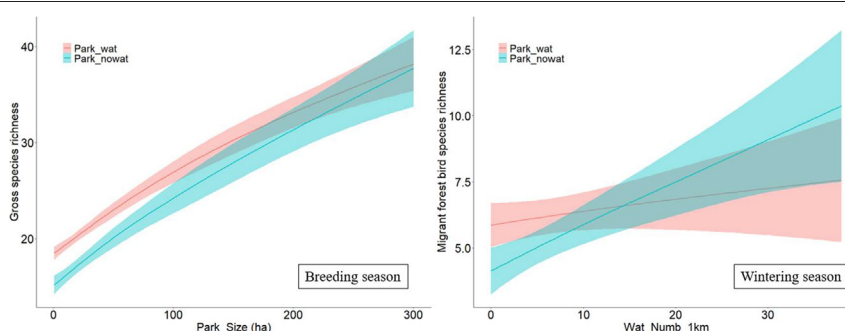 40
30
20
Gross species richness
Park_wat
Park_nowat
Breeding season
0
100
200
300
Park_Size (ha)
12.5
10.0
7.5
5.0
Migrant forest bird species richness
Park_wat
Park_nowat
Wintering season
0
10
20
30
Wat_Numb_1km